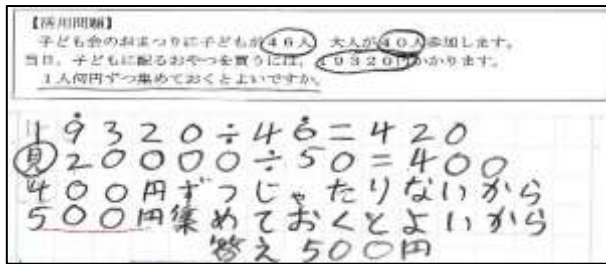 【活用問題】
子ども会のおまつりに子どもが46人 大人が40人参加します。
当日、子どもに配るおやつを買うには、19320円かかります。
1人何円ずつ集めておくとよいですか。
19320÷46=420
見20000÷50=400
400円ずつじゃたりないから
500円集めておくとよいから
答え500円